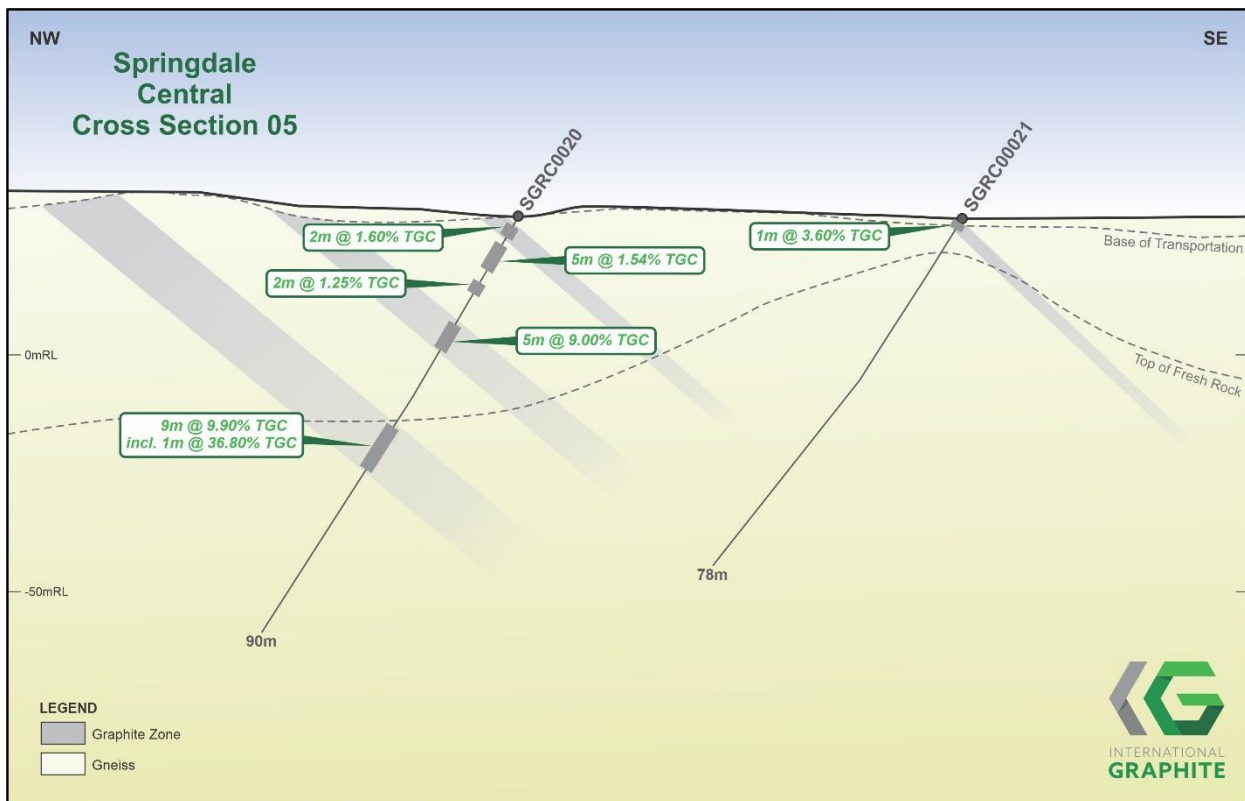 NW
SE
Springdale
Central
Cross Section 05
SGRC0020
SGRC00021
2m @ 1.60% TGC
1m @ 3.60% TGC
Base of Transportation
5m @ 1.54% TGC
2m @ 1.25% TGC
5m @ 9.00% TGC
0mRL
Top of Fresh Rock
9m @ 9.90% TGC
incl. 1m @ 36.80% TGC
78m
-50mRL
90m
LEGEND
Graphite Zone
Gneiss
INTERNATIONAL
GRAPHITE